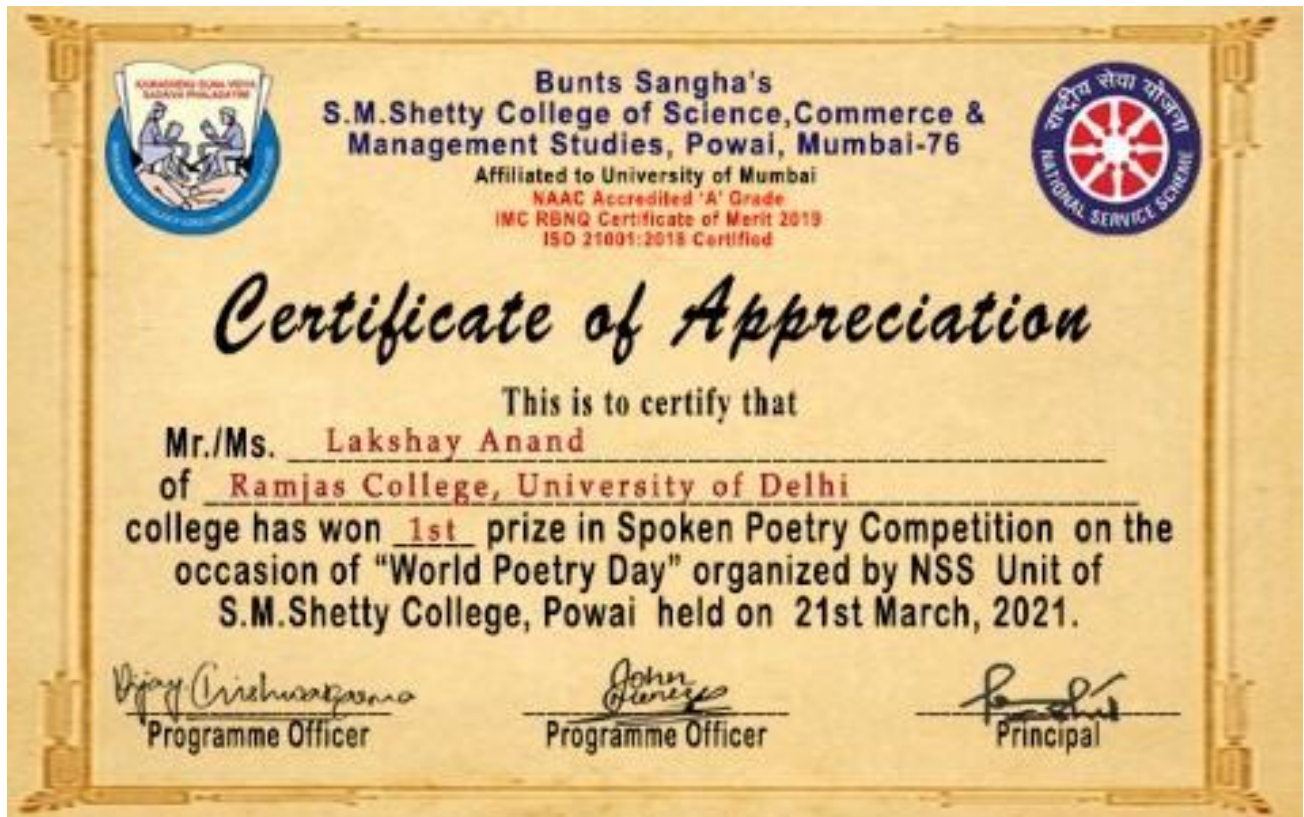 Bunts Sangha's
S.M.Shetty College of Science,Commerce &
Management Studies, Powai, Mumbai-76
Affiliated to University of Mumbai
NAAC Accredited 'A' Grade
IMC RBNQ Certificate of Merit 2019
ISO 21001:2018 Certified
राष्ट्रीय सेवा योजना
NATIONAL SERVICE SCHEME
Certificate of Appreciation
This is to certify that
Mr./Ms. Lakshay Anand
of Ramjas College, University of Delhi
college has won 1st prize in Spoken Poetry Competition on the
occasion of “World Poetry Day” organized by NSS Unit of
S.M.Shetty College, Powai held on 21st March, 2021.
Vijay
John
Programme Officer Programme Officer Principal